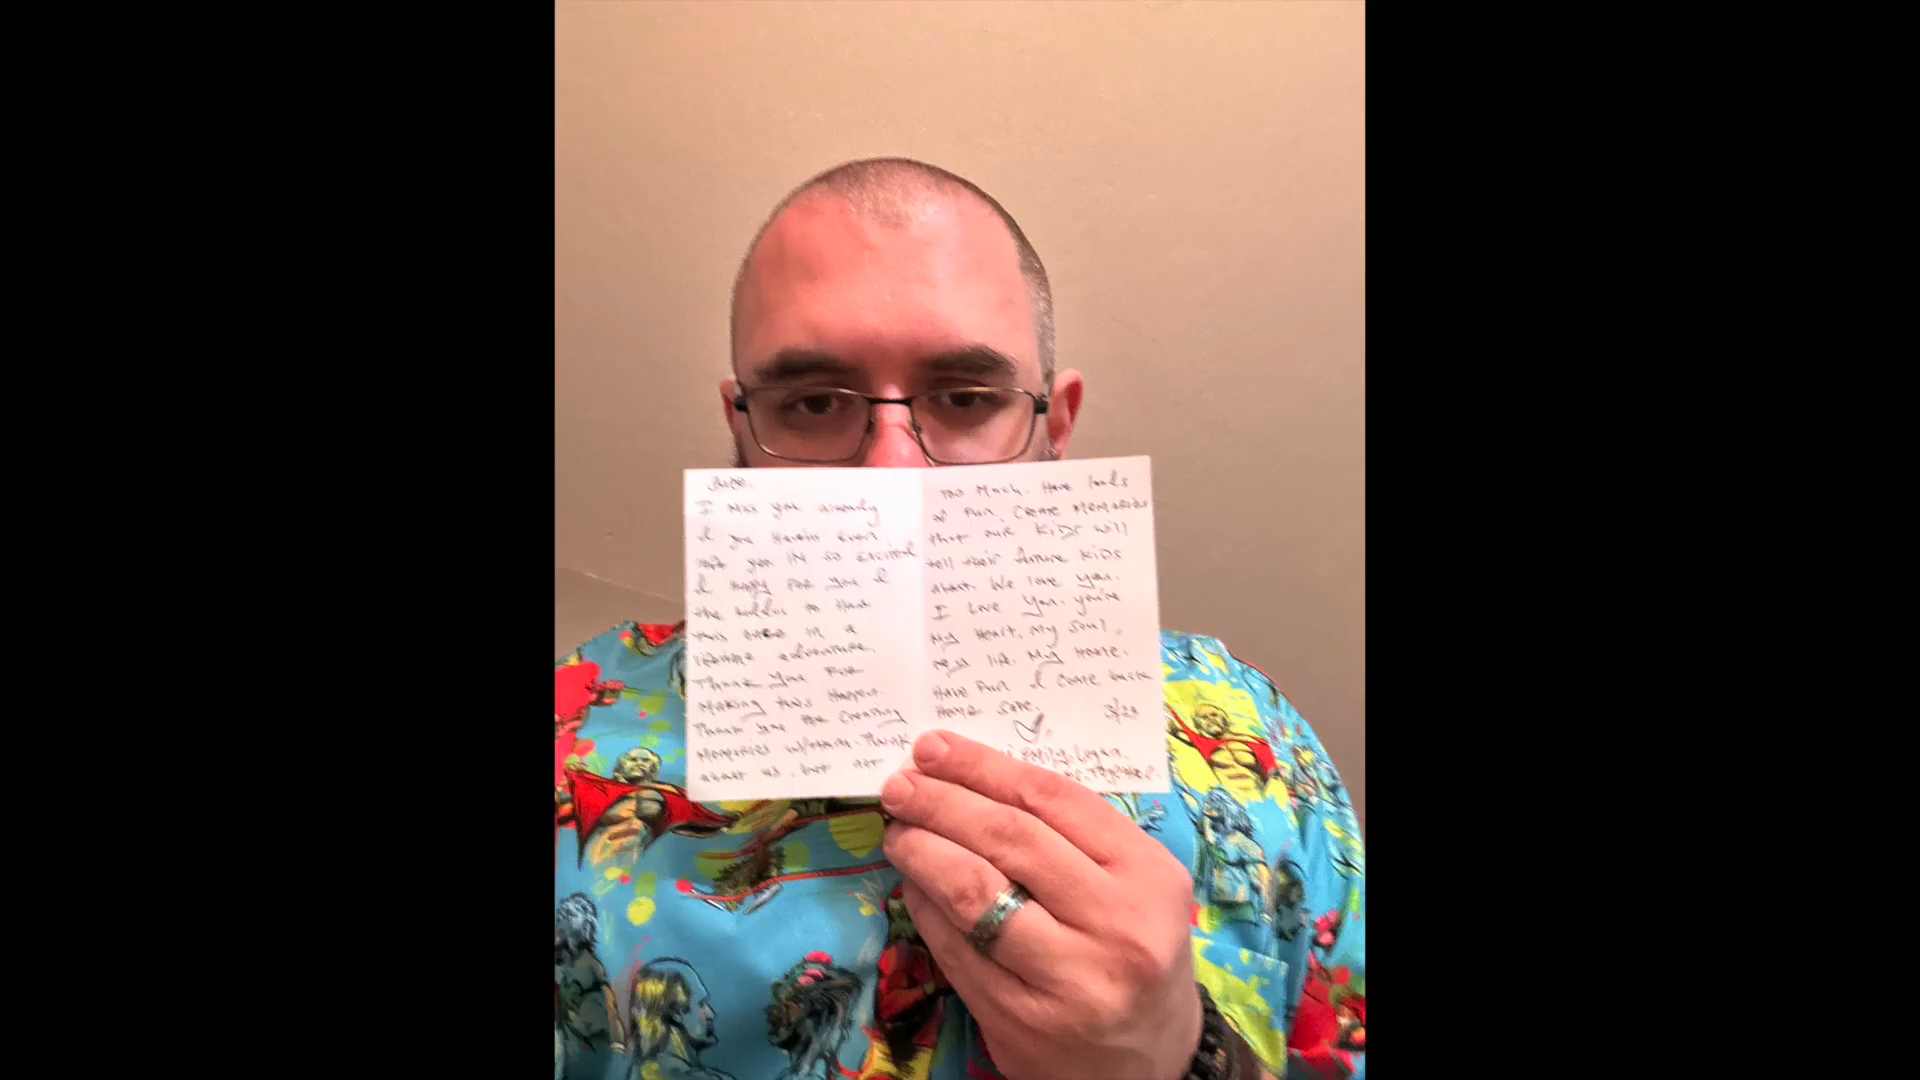 I miss you already
& you haven't even
left yet. I'm so excited
& happy for you &
the kiddos to have
this once in a
lifetime adventure.
Thank you for
making this happen.
Thank you for creating
memories w/ them. Think
about us, but not
too much. Have loads
of fun. Create memories
that our kids will
tell their future kids
about. We love you.
I love you. You're
my heart, my soul,
my life. My home.
Have fun & come back
home safe.
3/23
Emily, Logan